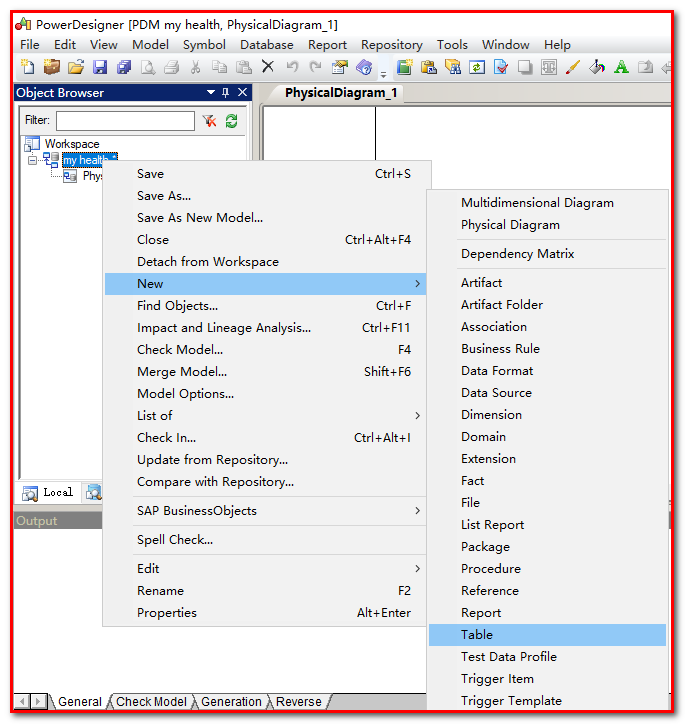 PowerDesigner [PDM my health, PhysicalDiagram_1]
File Edit View Model Symbol Database Report Repository Tools Window Help
Object Browser
PhysicalDiagram_1
Filter:
Workspace
my health *
Phys
Save Ctrl+S
Save As...
Save As New Model...
Close Ctrl+Alt+F4
Detach from Workspace
New
Find Objects... Ctrl+F
Impact and Lineage Analysis... Ctrl+F11
Check Model... F4
Merge Model... Shift+F6
Model Options...
List of
Check In... Ctrl+Alt+I
Update from Repository...
Compare with Repository...
SAP BusinessObjects
Spell Check...
Edit
Rename F2
Properties Alt+Enter
Multidimensional Diagram
Physical Diagram
Dependency Matrix
Artifact
Artifact Folder
Association
Business Rule
Data Format
Data Source
Dimension
Domain
Extension
Fact
File
List Report
Package
Procedure
Reference
Report
Table
Test Data Profile
Trigger Item
Trigger Template
Local
Output
General Check Model Generation Reverse